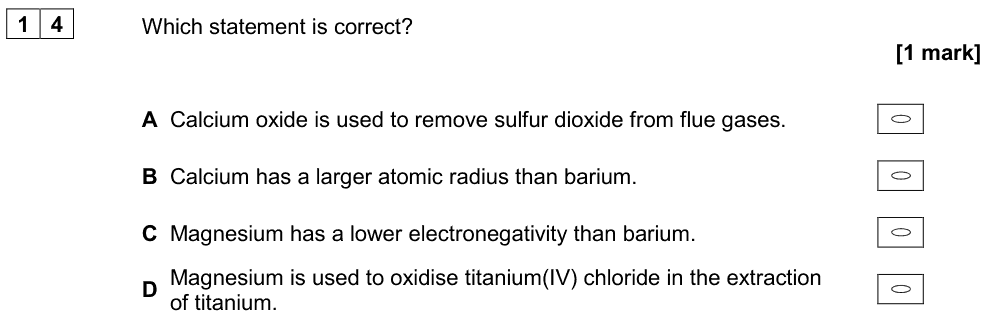 1 4 Which statement is correct?
[1 mark]
A Calcium oxide is used to remove sulfur dioxide from flue gases.
B Calcium has a larger atomic radius than barium.
C Magnesium has a lower electronegativity than barium.
D Magnesium is used to oxidise titanium(IV) chloride in the extraction
of titanium.